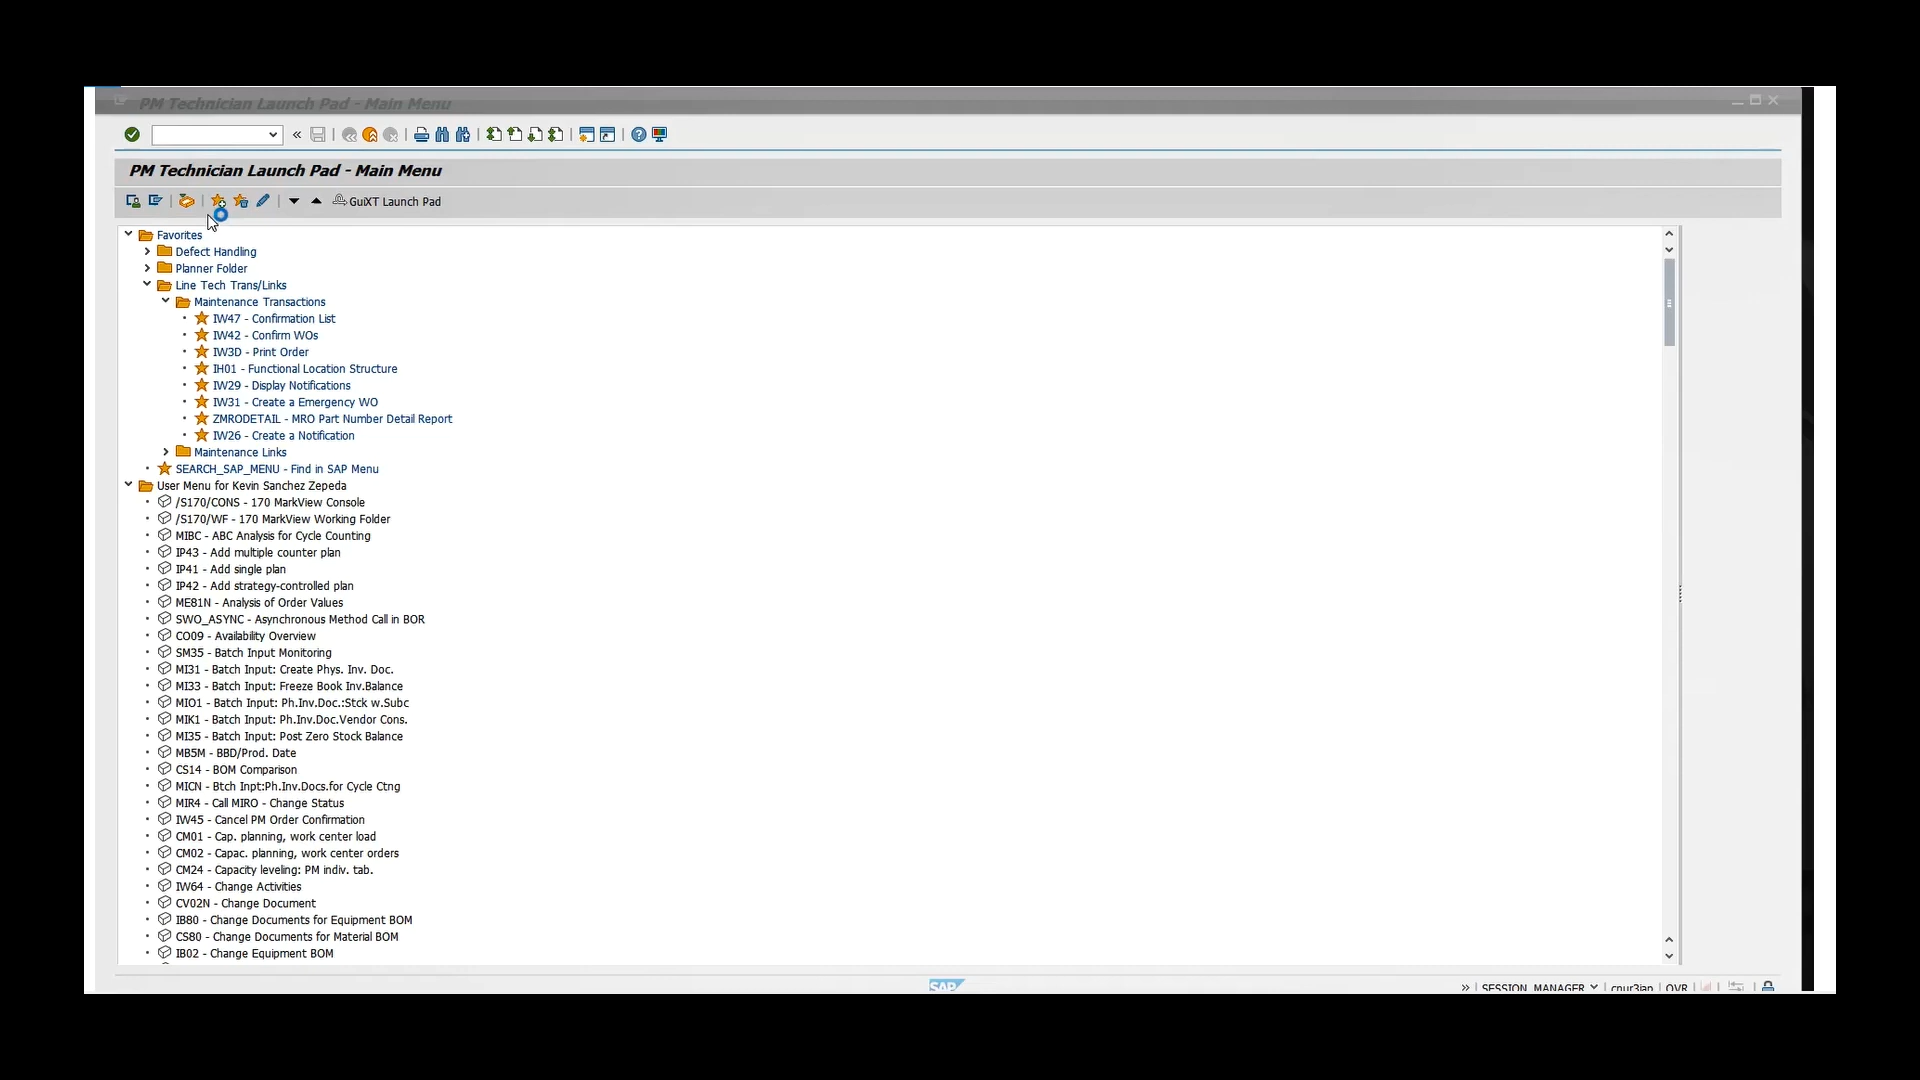 PM Technician Launch Pad - Main Menu
PM Technician Launch Pad - Main Menu
GuiXT Launch Pad
Favorites
Defect Handling
Planner Folder
Line Tech Trans/Links
Maintenance Transactions
IW47 - Confirmation List
IW42 - Confirm WOs
IW3D - Print Order
IH01 - Functional Location Structure
IW29 - Display Notifications
IW31 - Create a Emergency WO
ZMRODETAIL - MRO Part Number Detail Report
IW26 - Create a Notification
Maintenance Links
SEARCH_SAP_MENU - Find in SAP Menu
User Menu for Kevin Sanchez Zepeda
/S170/CONS - 170 MarkView Console
/S170/WF - 170 MarkView Working Folder
MIBC - ABC Analysis for Cycle Counting
IP43 - Add multiple counter plan
IP41 - Add single plan
IP42 - Add strategy-controlled plan
ME81N - Analysis of Order Values
SWO_ASYNC - Asynchronous Method Call in BOR
CO09 - Availability Overview
SM35 - Batch Input Monitoring
MI31 - Batch Input: Create Phys. Inv. Doc.
MI33 - Batch Input: Freeze Book Inv.Balance
MIO1 - Batch Input: Ph.Inv.Doc.:Stck w.Subc
MIK1 - Batch Input: Ph.Inv.Doc.Vendor Cons.
MI35 - Batch Input: Post Zero Stock Balance
MB5M - BBD/Prod. Date
CS14 - BOM Comparison
MICN - Btch Inpt:Ph.Inv.Docs.for Cycle Ctng
MIR4 - Call MIRO - Change Status
IW45 - Cancel PM Order Confirmation
CM01 - Cap. planning, work center load
CM02 - Capac. planning, work center orders
CM24 - Capacity leveling: PM indiv. tab.
IW64 - Change Activities
CV02N - Change Document
IB80 - Change Documents for Equipment BOM
CS80 - Change Documents for Material BOM
IB02 - Change Equipment BOM
SAP
SESSION_MANAGER
OVR